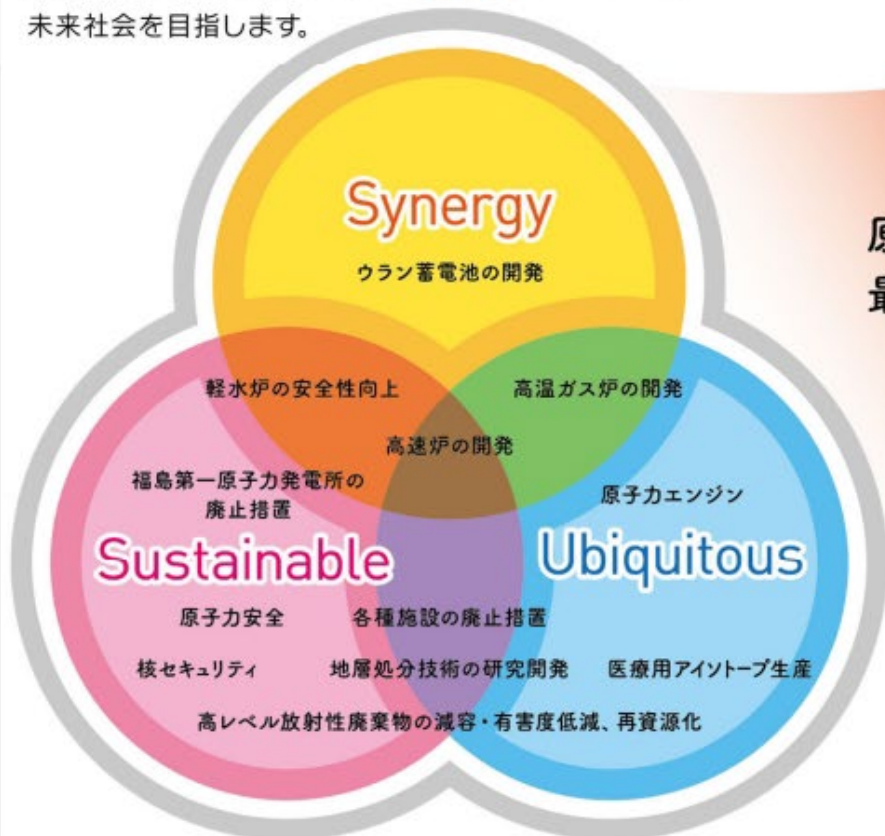 未来社会を目指します。
Synergy
ウラン蓄電池の開発
軽水炉の安全性向上
高温ガス炉の開発
高速炉の開発
福島第一原子力発電所の
廃止措置
原子力エンジン
Sustainable
Ubiquitous
原子力安全
各種施設の廃止措置
核セキュリティ
地層処分技術の研究開発
医療用アイソトープ生産
高レベル放射性廃棄物の減容・有害度低減、再資源化
原
最